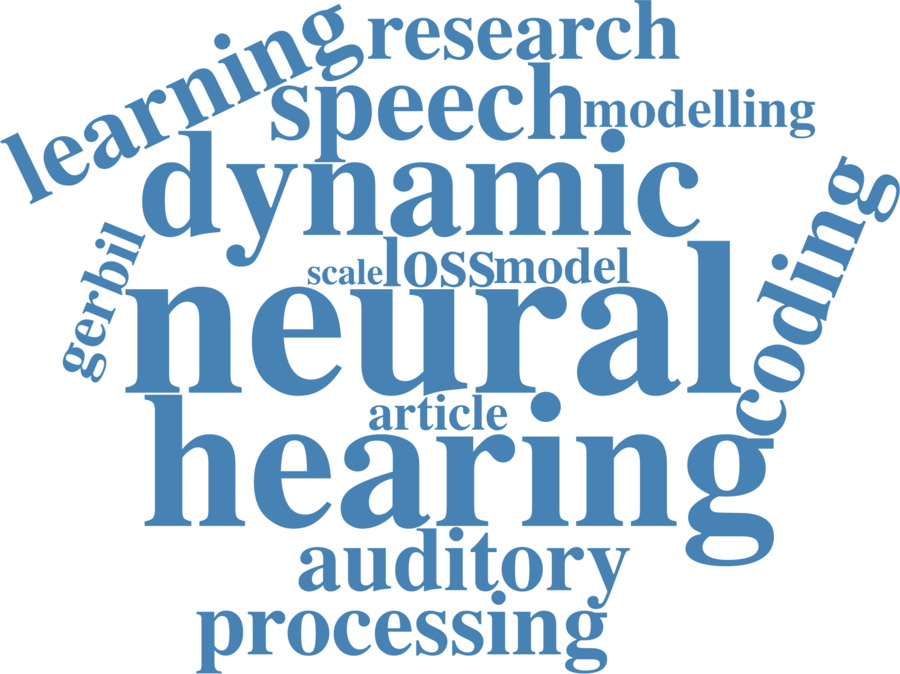 learning
research
speech
modelling
dynamic
gerbil
scale
loss
model
coding
neural
article
hearing
auditory
processing